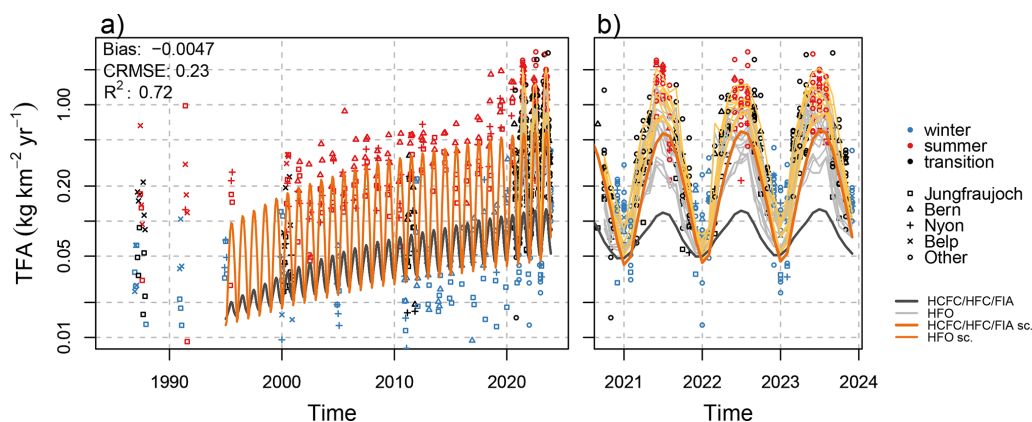 a)
b)
Bias: −0.0047
CRMSE: 0.23
R²: 0.72
TFA (kg km⁻² yr⁻¹)
1.00
0.20
0.05
0.01
1990 2000 2010 2020
Time
2021 2022 2023 2024
Time
winter
summer
transition
Jungfraujoch
Bern
Nyon
Belp
Other
HCFC/HFC/FIA
HFO
HCFC/HFC/FIA sc.
HFO sc.